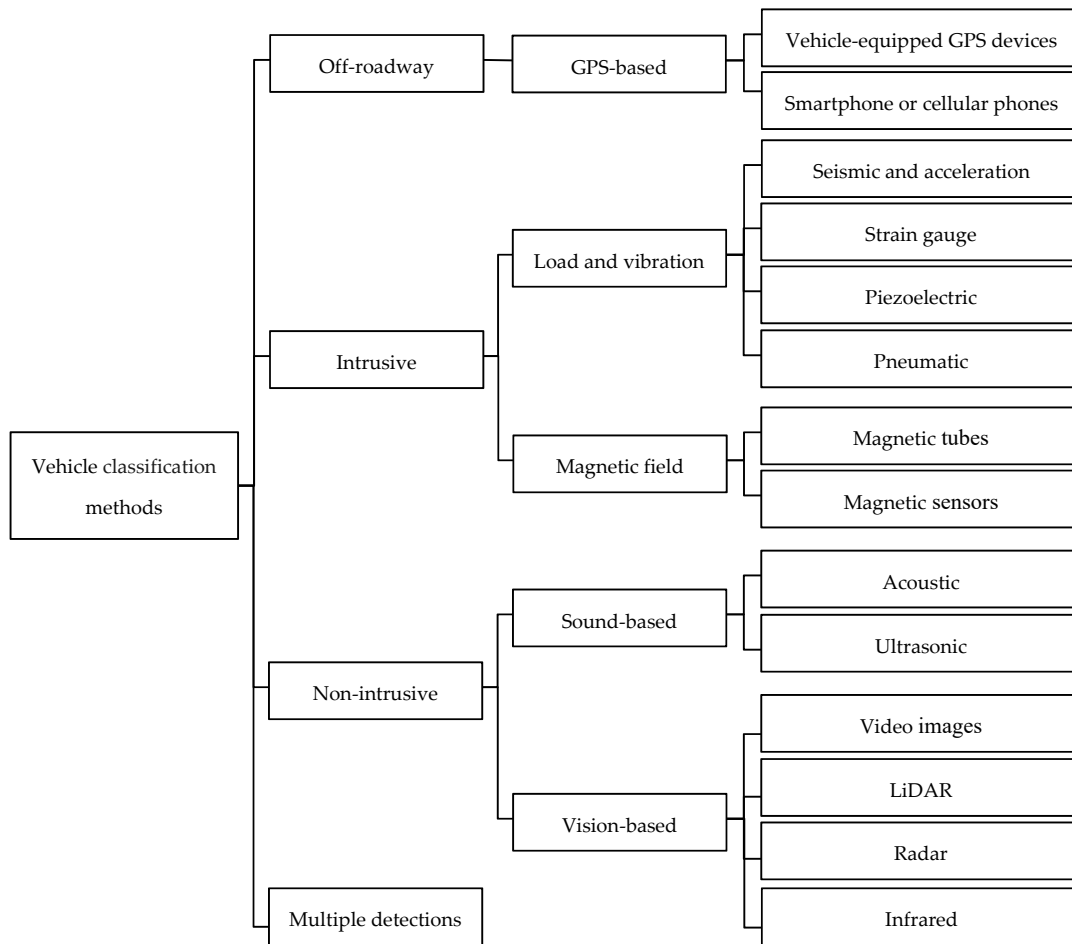 Vehicle classification
methods
Off-roadway
GPS-based
Vehicle-equipped GPS devices
Smartphone or cellular phones
Intrusive
Load and vibration
Seismic and acceleration
Strain gauge
Piezoelectric
Pneumatic
Magnetic field
Magnetic tubes
Magnetic sensors
Non-intrusive
Sound-based
Acoustic
Ultrasonic
Vision-based
Video images
LiDAR
Radar
Infrared
Multiple detections